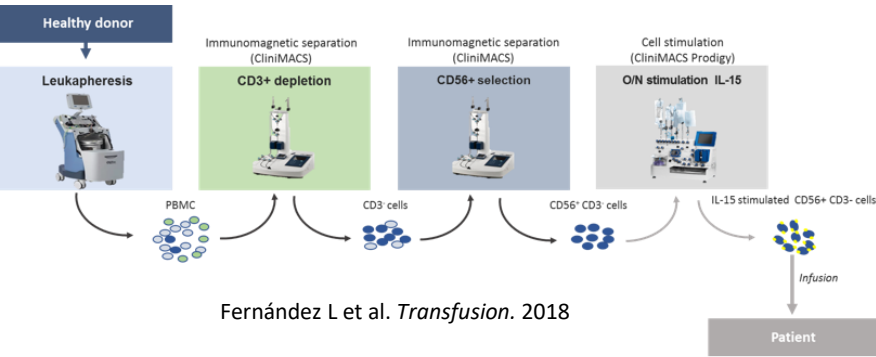 Healthy donor
Immunomagnetic separation
(CliniMACS)
Immunomagnetic separation
(CliniMACS)
Cell stimulation
(CliniMACS Prodigy)
Leukapheresis
CD3+ depletion
CD56+ selection
O/N stimulation IL-15
PBMC
CD3⁻ cells
CD56⁺ CD3⁻ cells
IL-15 stimulated CD56+ CD3- cells
Infusion
Fernández L et al. Transfusion. 2018
Patient